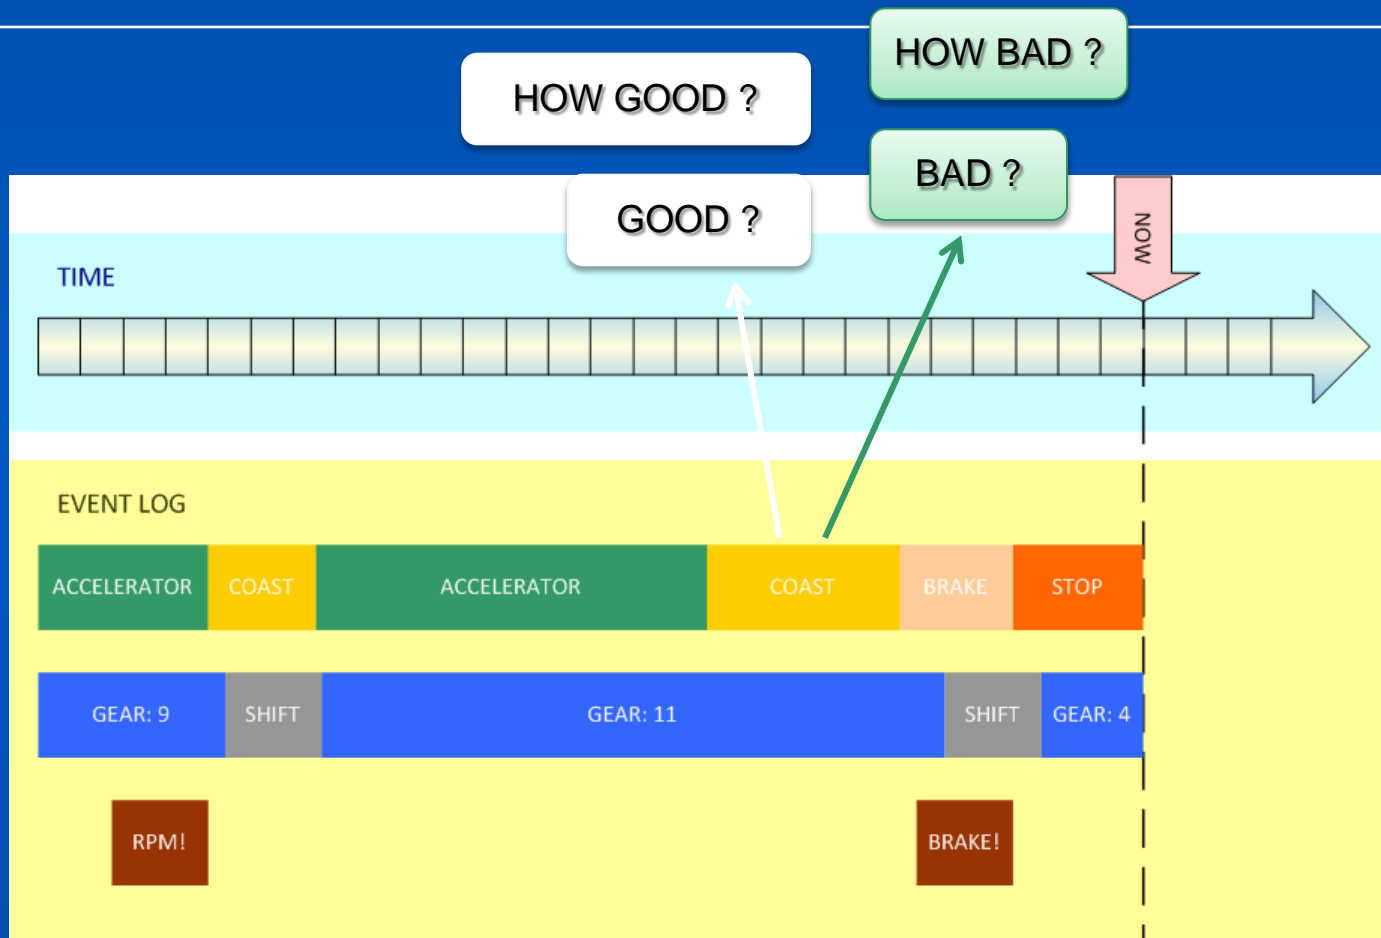 HOW GOOD ?
HOW BAD ?
GOOD ?
BAD ?
NOW
TIME
EVENT LOG
ACCELERATOR COAST ACCELERATOR COAST BRAKE STOP
GEAR: 9 SHIFT GEAR: 11 SHIFT GEAR: 4
RPM! BRAKE!